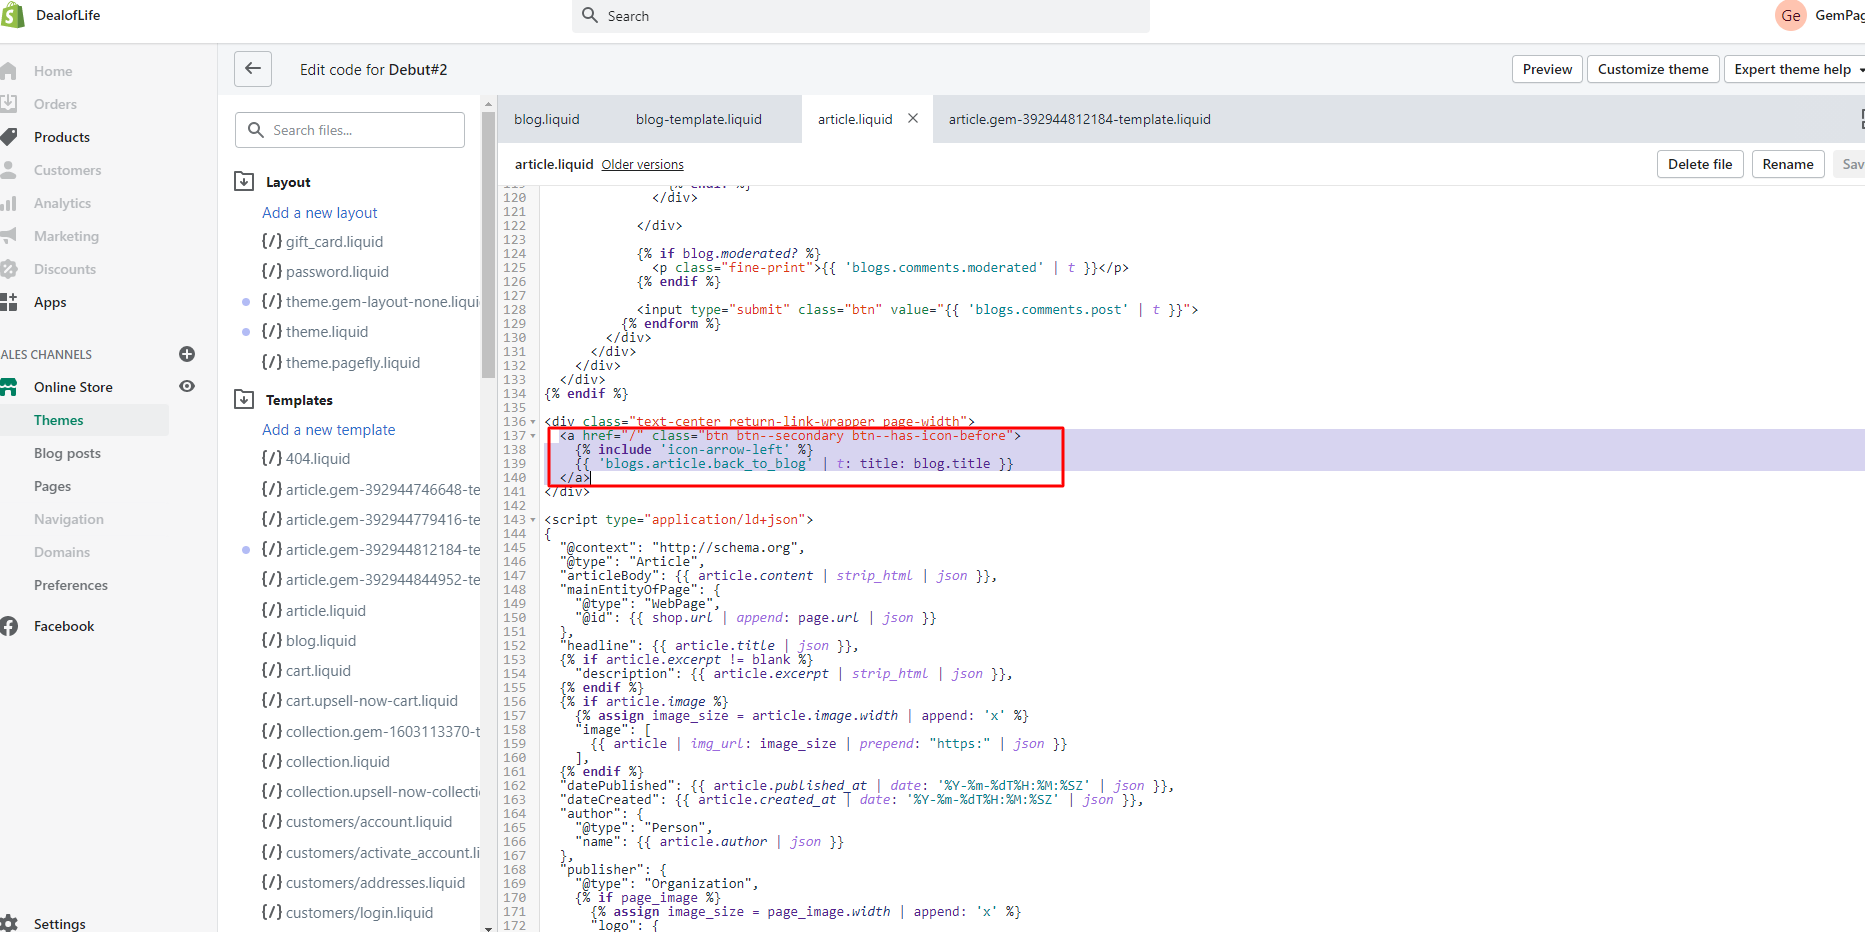 DealofLife
Search
Ge
GemPag
Home
Orders
Products
Customers
Analytics
Marketing
Discounts
Apps
ALES CHANNELS
Online Store
Themes
Blog posts
Pages
Navigation
Domains
Preferences
Facebook
Settings
Edit code for Debut#2
Preview
Customize theme
Expert theme help
Search files...
Layout
Add a new layout
{/} gift_card.liquid
{/} password.liquid
{/} theme.gem-layout-none.liqui
{/} theme.liquid
{/} theme.pagefly.liquid
Templates
Add a new template
{/} 404.liquid
{/} article.gem-392944746648-te
{/} article.gem-392944779416-te
{/} article.gem-392944812184-te
{/} article.gem-392944844952-te
{/} article.liquid
{/} blog.liquid
{/} cart.liquid
{/} cart.upsell-now-cart.liquid
{/} collection.gem-1603113370-t
{/} collection.liquid
{/} collection.upsell-now-collecti
{/} customers/account.liquid
{/} customers/activate_account.li
{/} customers/addresses.liquid
{/} customers/login.liquid
blog.liquid
blog-template.liquid
article.liquid
article.gem-392944812184-template.liquid
article.liquid Older versions
Delete file
Rename
Sav
119 {% endif %}
120 </div>
121
122 </div>
123
124 {% if blog.moderated? %}
125 <p class="fine-print">{{ 'blogs.comments.moderated' | t }}</p>
126 {% endif %}
127
128 <input type="submit" class="btn" value="{{ 'blogs.comments.post' | t }}">
129 {% endform %}
130 </div>
131 </div>
132 </div>
133 </div>
134 {% endif %}
135
136 <div class="text-center return-link-wrapper page-width">
137 <a href="/" class="btn btn--secondary btn--has-icon-before">
138 {% include 'icon-arrow-left' %}
139 {{ 'blogs.article.back_to_blog' | t: title: blog.title }}
140 </a>
141 </div>
142
143 <script type="application/ld+json">
144 {
145 "@context": "http://schema.org",
146 "@type": "Article",
147 "articleBody": {{ article.content | strip_html | json }},
148 "mainEntityOfPage": {
149 "@type": "WebPage",
150 "@id": {{ shop.url | append: page.url | json }}
151 },
152 "headline": {{ article.title | json }},
153 {% if article.excerpt != blank %}
154 "description": {{ article.excerpt | strip_html | json }},
155 {% endif %}
156 {% if article.image %}
157 {% assign image_size = article.image.width | append: 'x' %}
158 "image": [
159 {{ article | img_url: image_size | prepend: "https:" | json }}
160 ],
161 {% endif %}
162 "datePublished": {{ article.published_at | date: '%Y-%m-%dT%H:%M:%SZ' | json }},
163 "dateCreated": {{ article.created_at | date: '%Y-%m-%dT%H:%M:%SZ' | json }},
164 "author": {
165 "@type": "Person",
166 "name": {{ article.author | json }}
167 },
168 "publisher": {
169 "@type": "Organization",
170 {% if page_image %}
171 {% assign image_size = page_image.width | append: 'x' %}
172 "logo": {